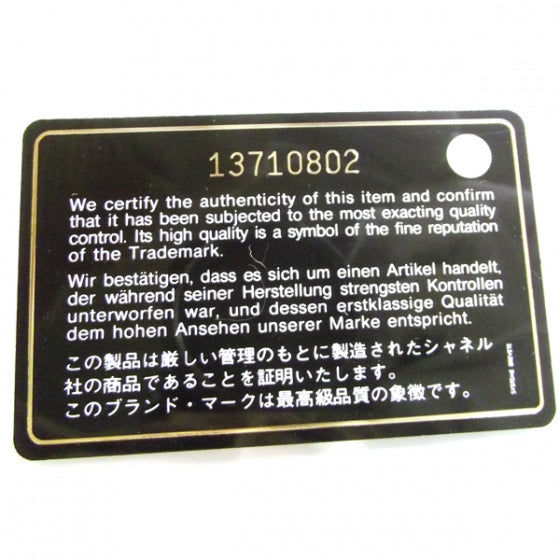 13710802
We certify the authenticity of this item and confirm
that it has been subjected to the most exacting quality
control. Its high quality is a symbol of the fine reputation
of the Trademark.
Wir bestätigen, dass es sich um einen Artikel handelt,
der während seiner Herstellung strengsten Kontrollen
unterworfen war, und dessen erstklassige Qualität
dem hohen Ansehen unserer Marke entspricht.
この製品は厳しい管理のもとに製造されたシャネル
社の商品であることを証明いたします。
このブランド・マークは最高級品質の象徴です。